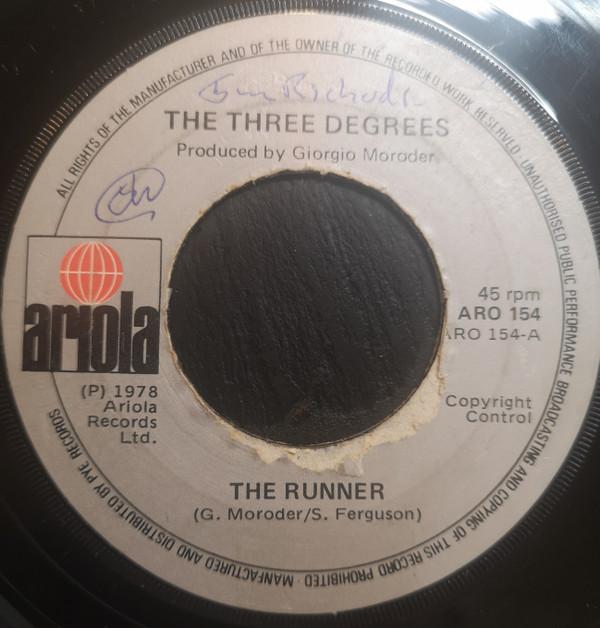 ALL RIGHTS OF THE MANUFACTURER AND OF THE OWNER OF THE RECORDED WORK RESERVED · UNAUTHORISED PUBLIC PERFORMANCE BROADCASTING AND COPYING OF THIS RECORD PROHIBITED · MANFACTURED AND DISTRIBUTED BY PYE RECORDS
THE THREE DEGREES
Produced by Giorgio Morader
ariola
45 rpm
ARO 154
ARO 154-A
(P) 1978
Ariola
Records
Ltd.
Copyright
Control
THE RUNNER
(G. Moroder/S. Ferguson)